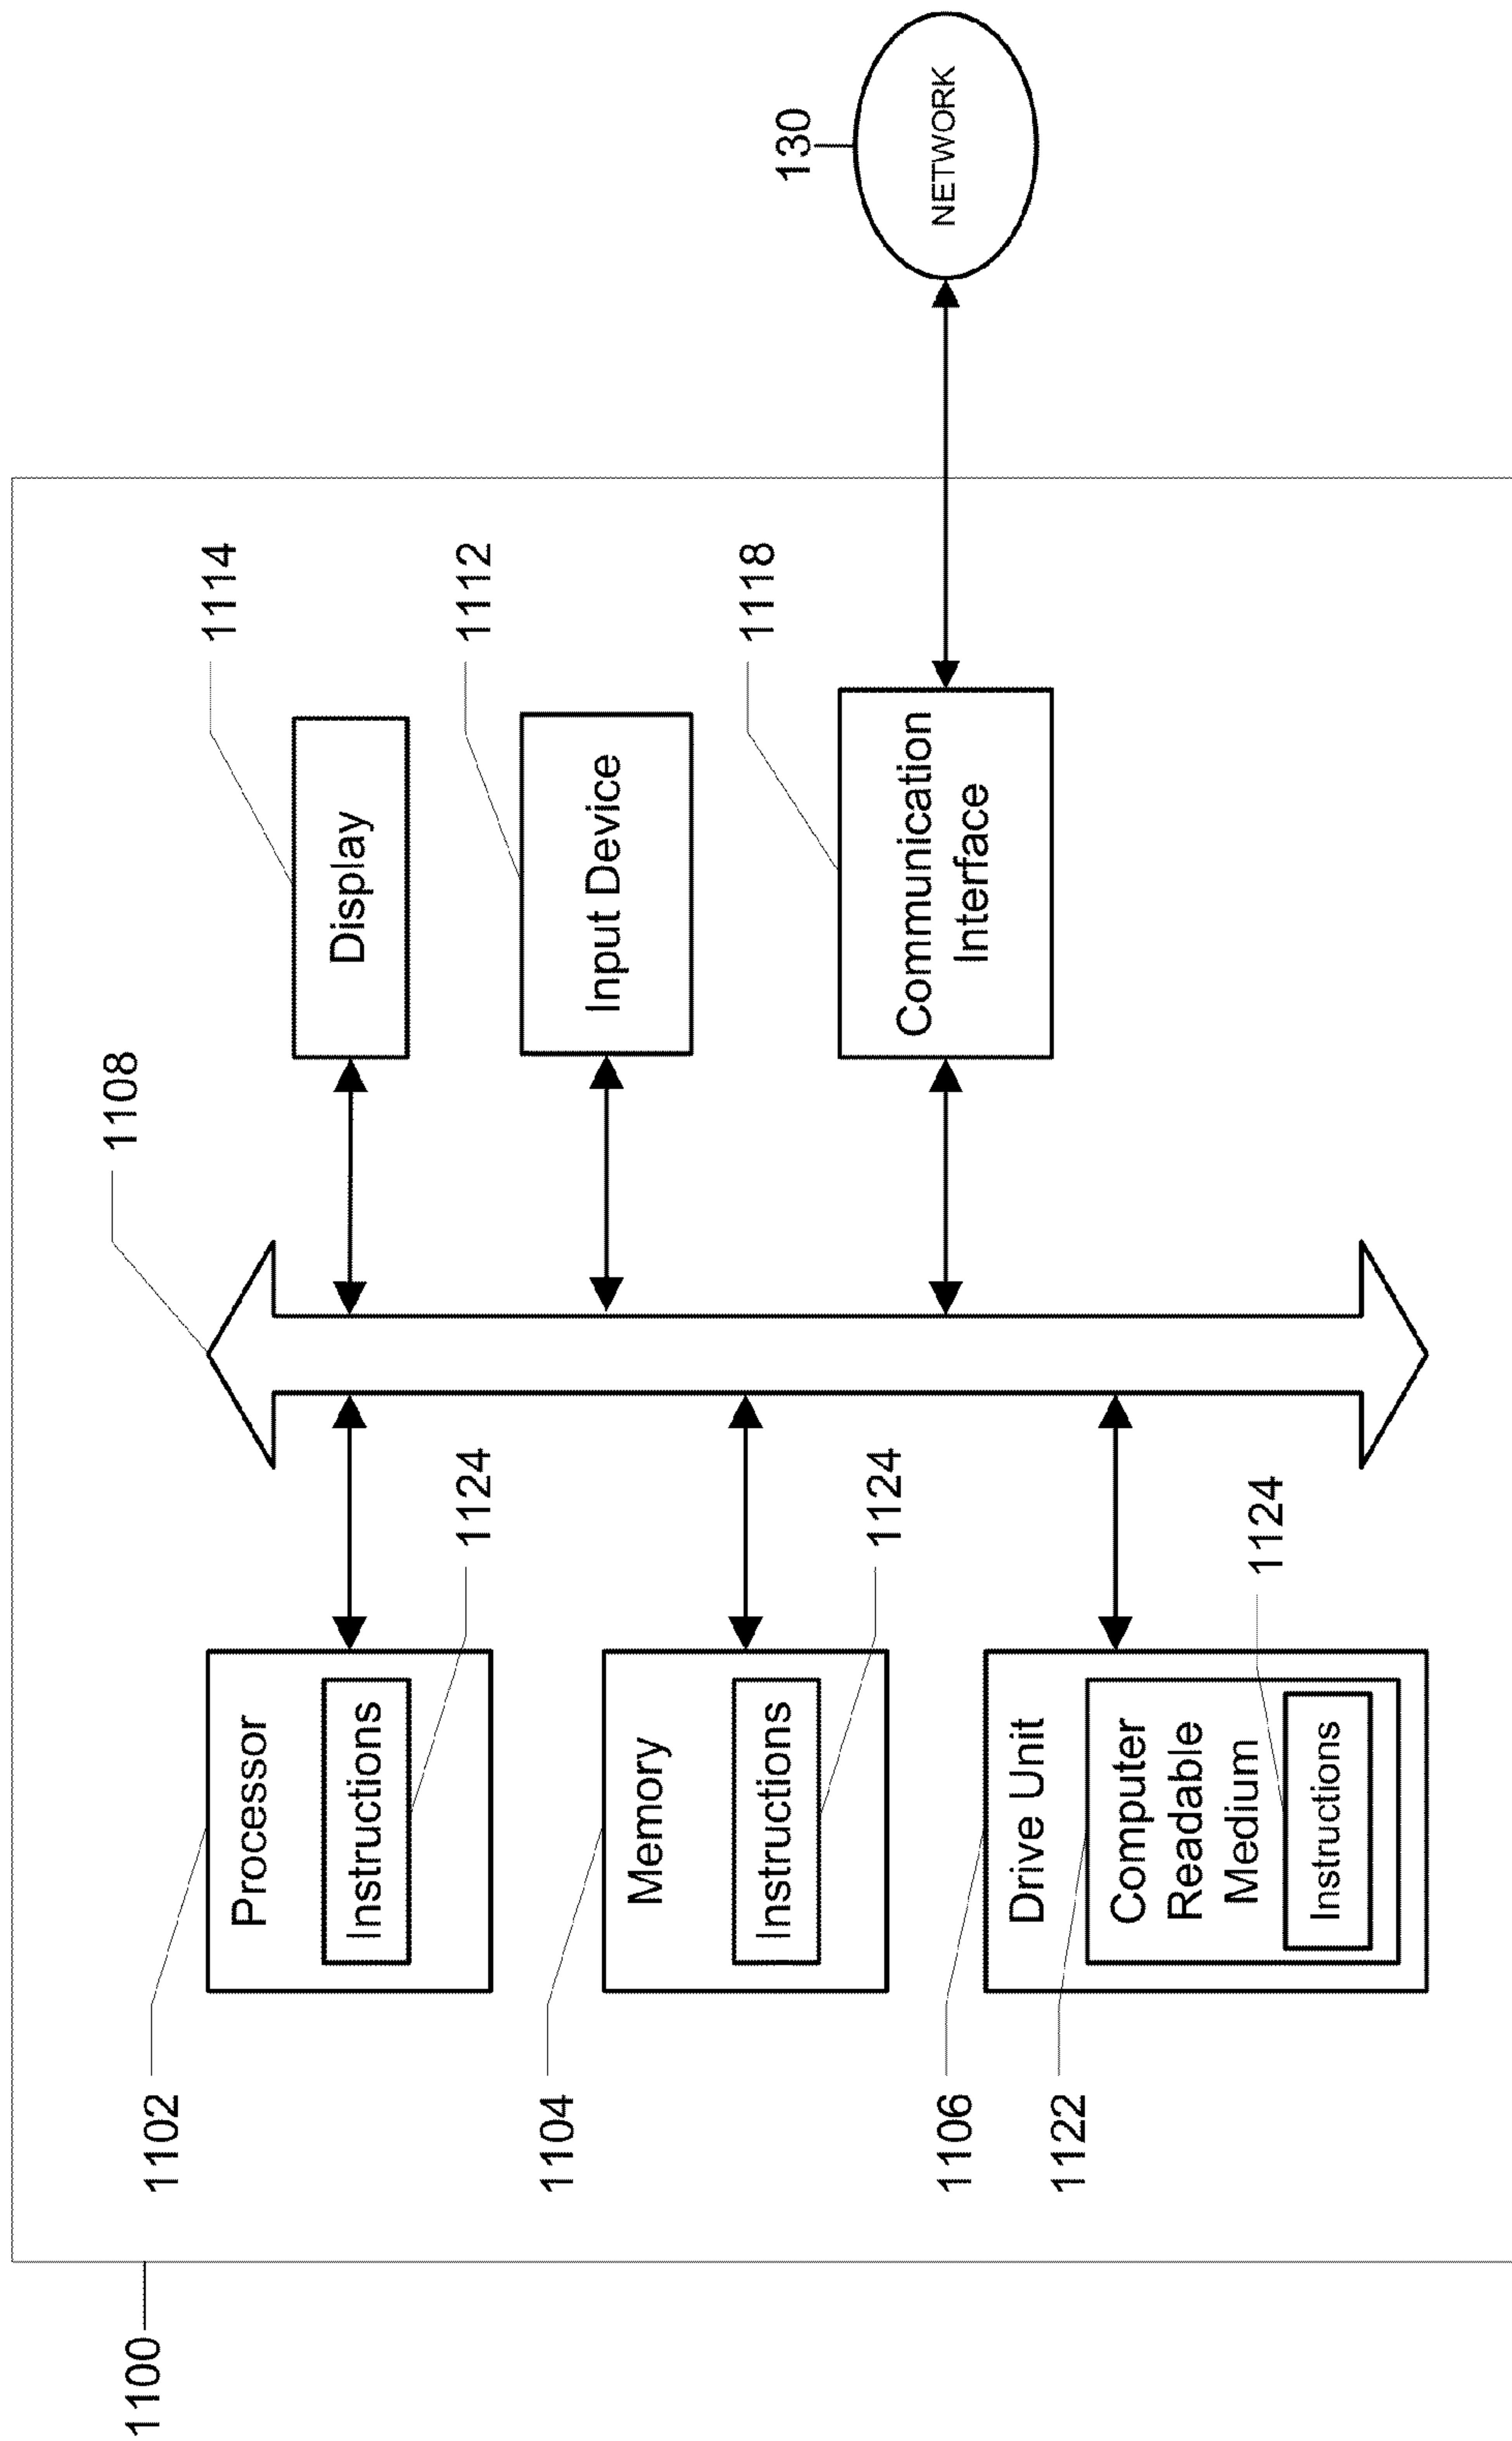 1100
1102
Processor
Instructions
1124
1104
Memory
Instructions
1124
1106
1122
Drive Unit
Computer
Readable
Medium
Instructions
1124
1108
1114
Display
1112
Input Device
1118
Communication
Interface
130
NETWORK